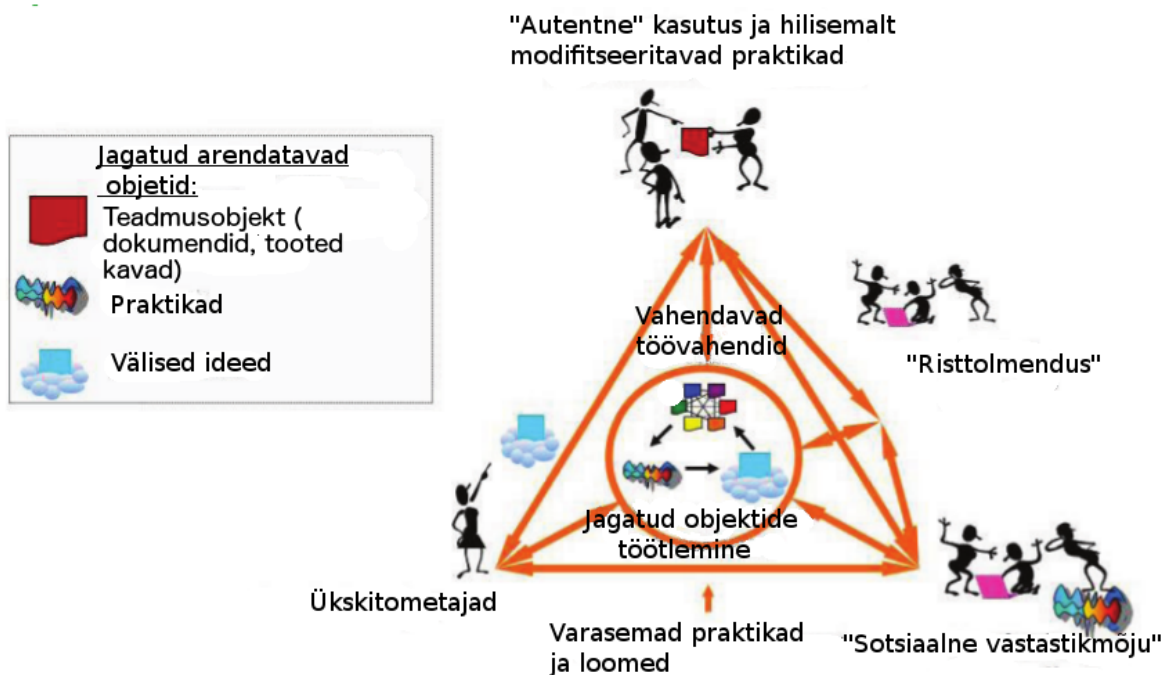 "Autentne" kasutus ja hilisemalt
modifitseeritavad praktikad
Jagatud arendatavad
objetid:
Teadmusobjekt (
dokumendid, tooted
kavad)
Praktikad
Välised ideed
Vahendavad
töövahendid
"Risttolmendus"
Jagatud objektide
töötlemine
Ükskitometajad
Varasemad praktikad
ja loomed
"Sotsiaalne vastastikmõju"